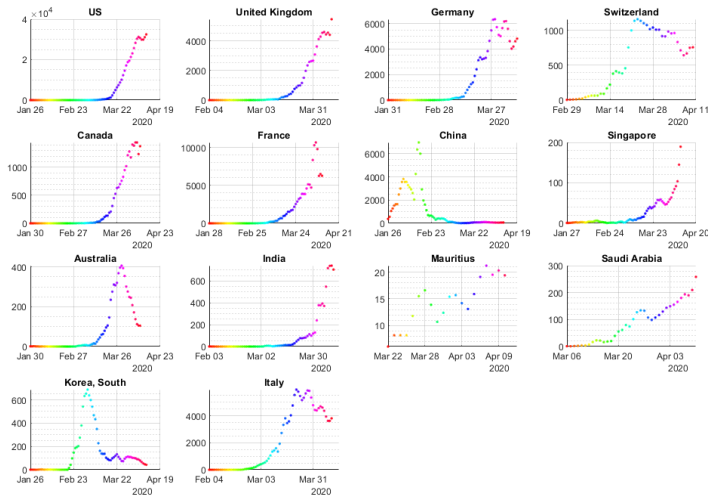 US
×10⁴
4
2
0
Jan 26 Feb 23 Mar 22 Apr 19
2020
United Kingdom
4000
2000
0
Feb 04 Mar 03 Mar 31
2020
Germany
6000
4000
2000
0
Jan 31 Feb 28 Mar 27
2020
Switzerland
1000
500
0
Feb 29 Mar 14 Mar 28 Apr 11
2020
Canada
1000
500
0
Jan 30 Feb 27 Mar 26 Apr 23
2020
France
10000
5000
0
Jan 28 Feb 25 Mar 24 Apr 21
2020
China
6000
4000
2000
0
Jan 26 Feb 23 Mar 22 Apr 19
2020
Singapore
200
100
0
Jan 27 Feb 24 Mar 23 Apr 20
2020
Australia
400
200
0
Jan 30 Feb 27 Mar 26 Apr 23
2020
India
600
400
200
0
Feb 03 Mar 02 Mar 30
2020
Mauritius
20
15
10
Mar 22 Mar 28 Apr 03 Apr 09
2020
Saudi Arabia
300
200
100
0
Mar 06 Mar 20 Apr 03
2020
Korea, South
600
400
200
0
Jan 26 Feb 23 Mar 22 Apr 19
2020
Italy
4000
2000
0
Feb 04 Mar 03 Mar 31
2020